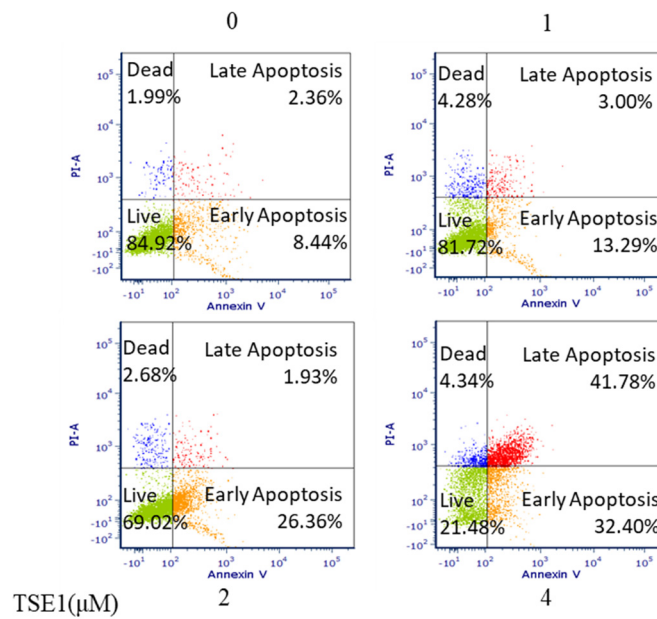 0
1
Dead Late Apoptosis
1.99% 2.36%
Live Early Apoptosis
84.92% 8.44%
PI-A
10⁵
10⁴
10³
10²
10¹
-10¹
-10²
-10¹ 10² 10³ 10⁴ 10⁵
Annexin V
Dead Late Apoptosis
4.28% 3.00%
Live Early Apoptosis
81.72% 13.29%
PI-A
10⁵
10⁴
10³
10²
10¹
-10¹
-10²
-10¹ 10² 10³ 10⁴ 10⁵
Annexin V
Dead Late Apoptosis
2.68% 1.93%
Live Early Apoptosis
69.02% 26.36%
PI-A
10⁵
10⁴
10³
10²
10¹
-10¹
-10²
-10¹ 10² 10³ 10⁴ 10⁵
Annexin V
Dead Late Apoptosis
4.34% 41.78%
Live Early Apoptosis
21.48% 32.40%
PI-A
10⁵
10⁴
10³
10²
10¹
-10¹
-10²
-10¹ 10² 10³ 10⁴ 10⁵
Annexin V
TSE1(μM) 2 4